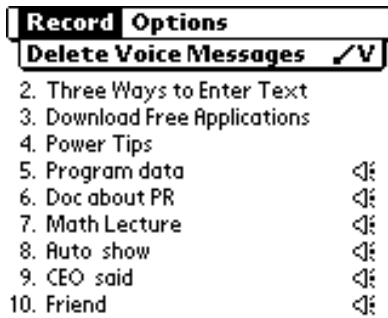 Record Options
Delete Voice Messages ✓V
2. Three Ways to Enter Text
3. Download Free Applications
4. Power Tips
5. Program data
6. Doc about PR
7. Math Lecture
8. Auto show
9. CEO said
10. Friend